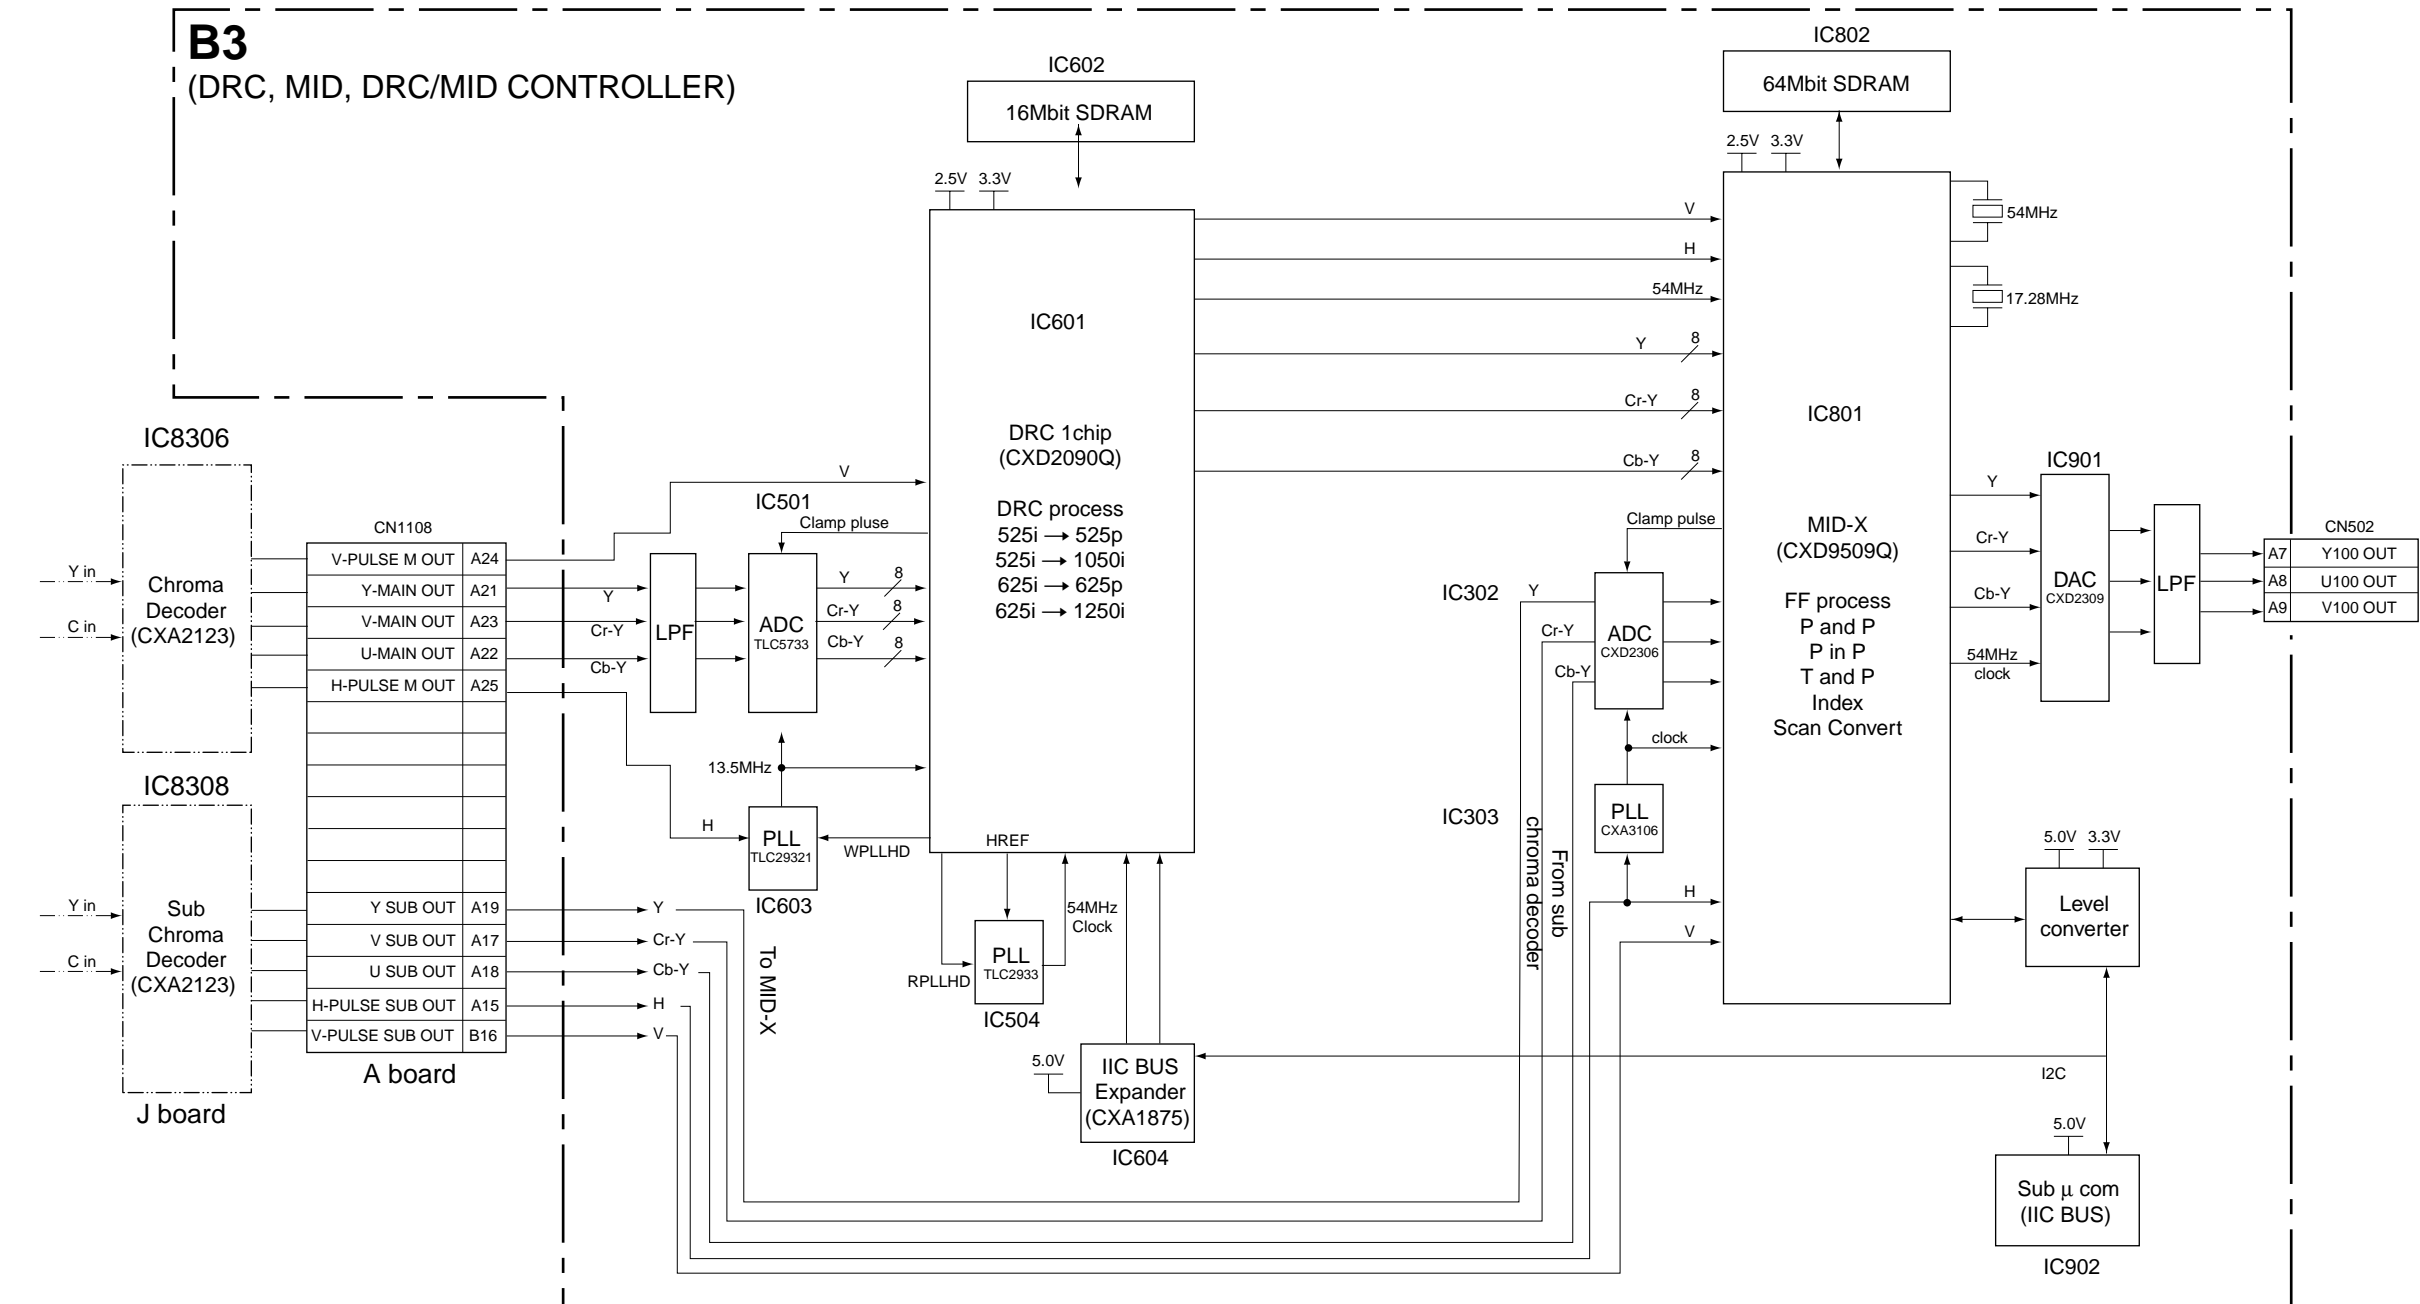 B3
(DRC, MID, DRC/MID CONTROLLER)
IC602
16Mbit SDRAM
IC802
64Mbit SDRAM
2.5V 3.3V
2.5V 3.3V
54MHz
17.28MHz
V
H
54MHz
Y 8
Cr-Y 8
Cb-Y 8
IC601
DRC 1chip
(CXD2090Q)
DRC process
525i → 525p
525i → 1050i
625i → 625p
625i → 1250i
HREF
IC801
MID-X
(CXD9509Q)
FF process
P and P
P in P
T and P
Index
Scan Convert
IC8306
Chroma
Decoder
(CXA2123)
Y in
C in
IC8308
Sub
Chroma
Decoder
(CXA2123)
Y in
C in
J board
CN1108
V-PULSE M OUT A24
Y-MAIN OUT A21
V-MAIN OUT A23
U-MAIN OUT A22
H-PULSE M OUT A25
Y SUB OUT A19
V SUB OUT A17
U SUB OUT A18
H-PULSE SUB OUT A15
V-PULSE SUB OUT B16
A board
V
Y
Cr-Y
Cb-Y
LPF
IC501
Clamp pluse
ADC
TLC5733
Y 8
Cr-Y 8
Cb-Y 8
13.5MHz
H
PLL
TLC29321
IC603
WPLLHD
Y
Cr-Y
Cb-Y
H
V
To MID-X
RPLLHD
PLL
TLC2933
IC504
54MHz
Clock
5.0V
IIC BUS
Expander
(CXA1875)
IC604
Clamp pulse
IC302
Y
Cr-Y
Cb-Y
ADC
CXD2306
clock
IC303
PLL
CXA3106
From sub
chroma decoder
H
V
Y
Cr-Y
Cb-Y
54MHz
clock
IC901
DAC
CXD2309
LPF
CN502
A7 Y100 OUT
A8 U100 OUT
A9 V100 OUT
5.0V 3.3V
Level
converter
I2C
5.0V
Sub μ com
(IIC BUS)
IC902